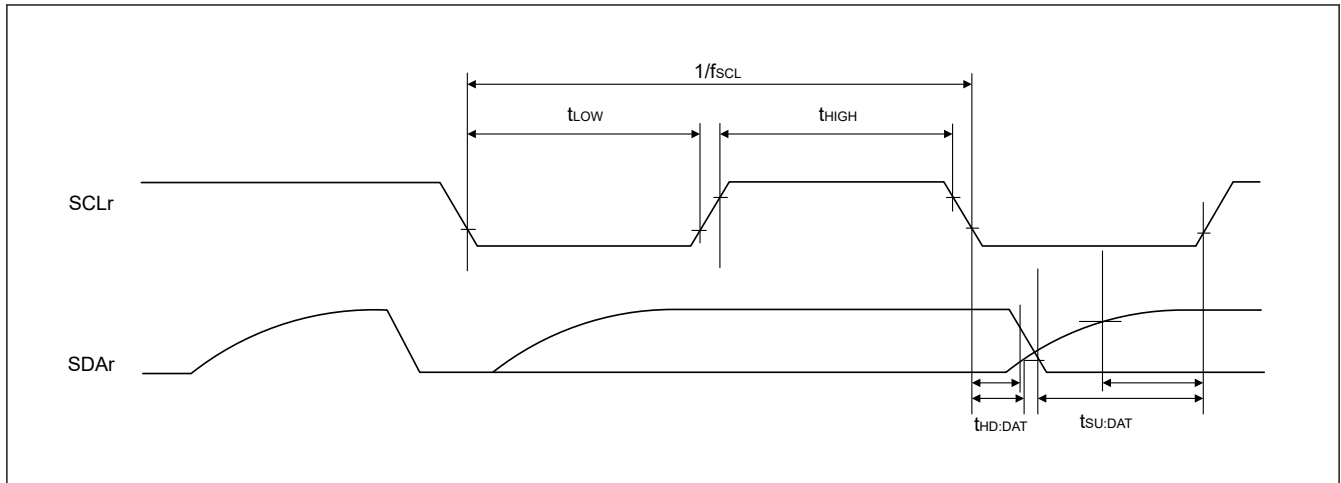 1/fSCL
tLOW
tHIGH
SCLr
SDAr
tHD:DAT
tSU:DAT